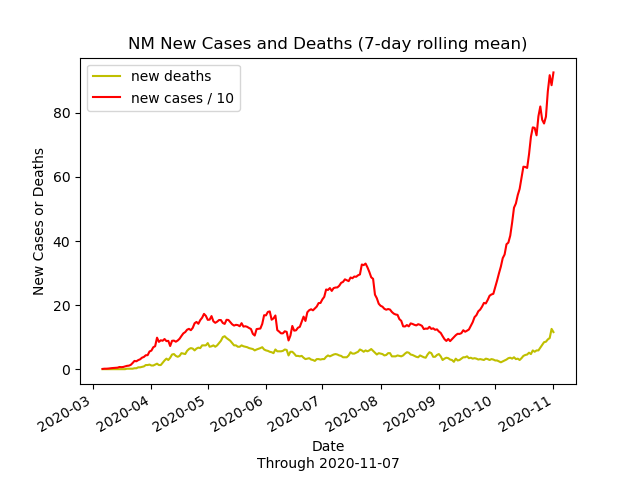 NM New Cases and Deaths (7-day rolling mean)
new deaths
new cases / 10
New Cases or Deaths
80
60
40
20
0
2020-03
2020-04
2020-05
2020-06
2020-07
2020-08
2020-09
2020-10
2020-11
Date
Through 2020-11-07